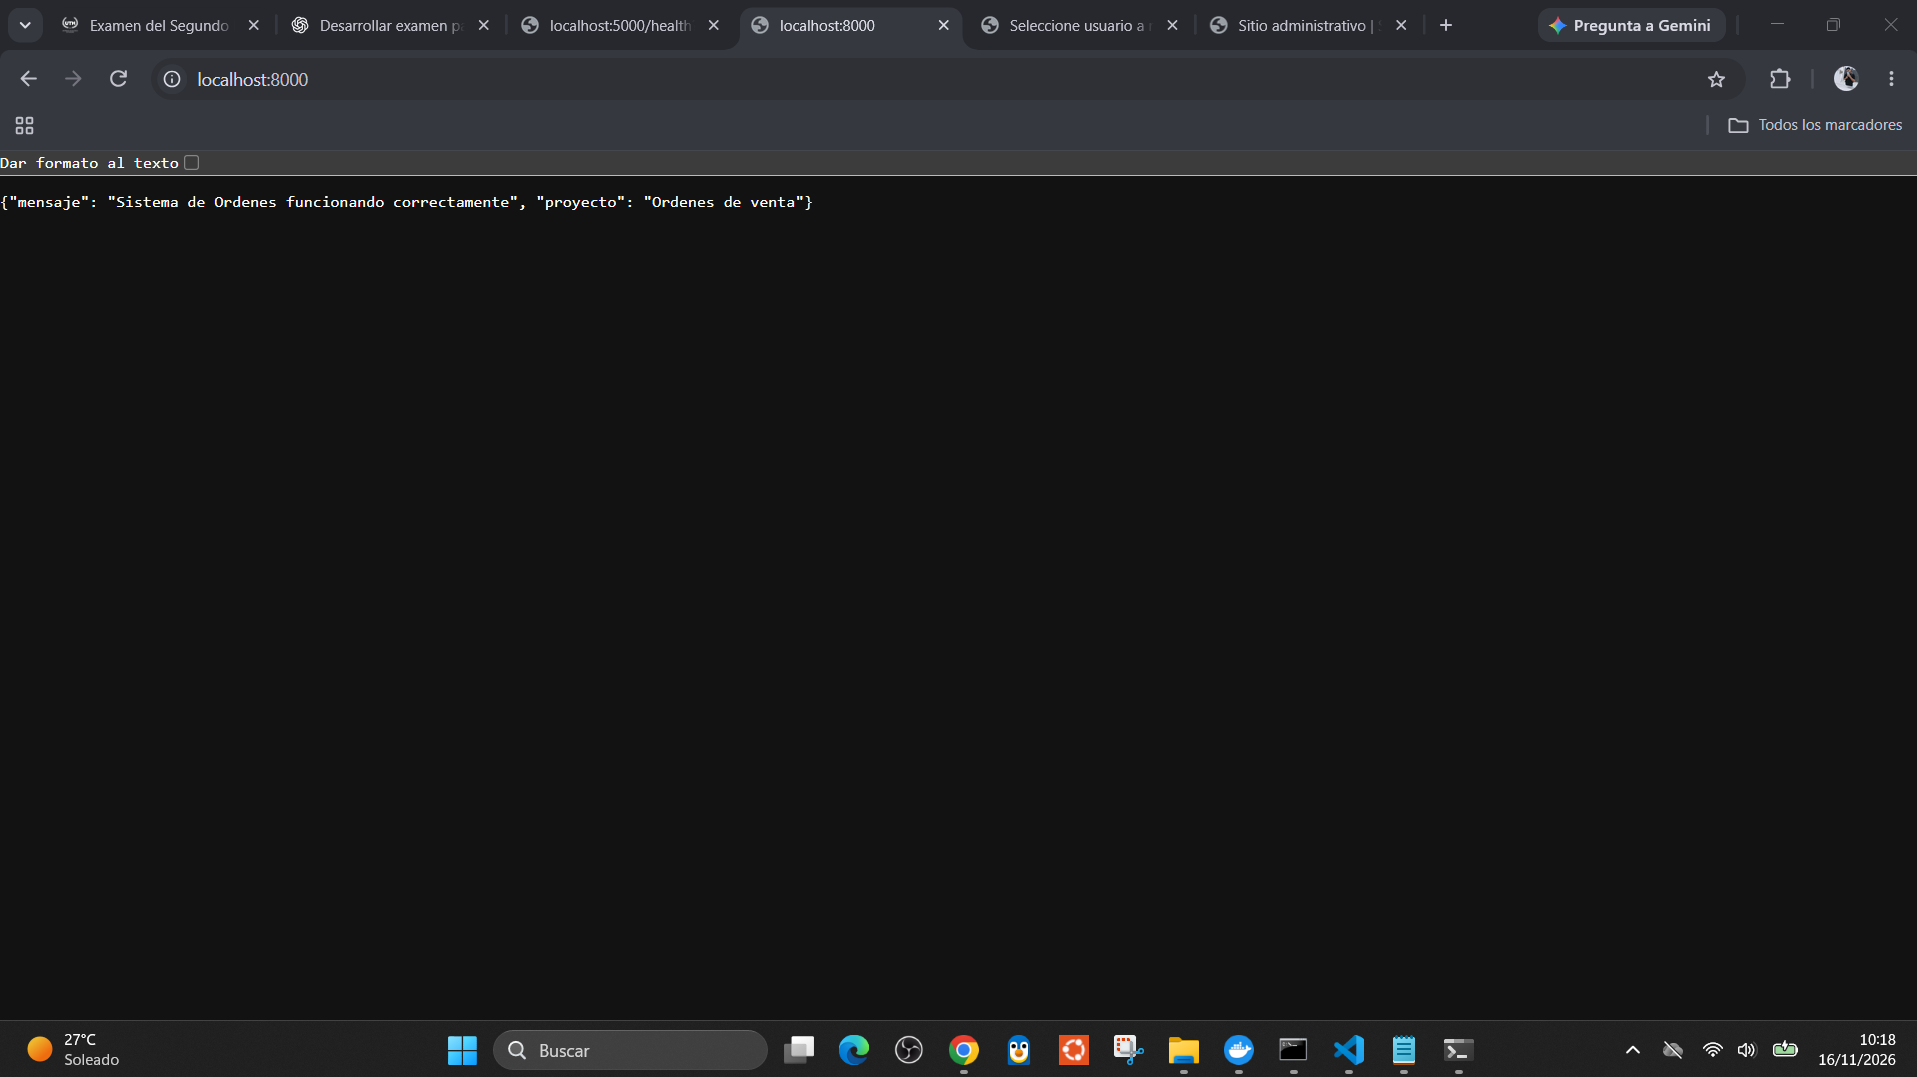 Examen del Segundo
Desarrollar examen p
localhost:5000/health
localhost:8000
Seleccione usuario a
Sitio administrativo |
Pregunta a Gemini
localhost:8000
Todos los marcadores
Dar formato al texto
{"mensaje": "Sistema de Ordenes funcionando correctamente", "proyecto": "Ordenes de venta"}
27°C
Soleado
Buscar
10:18
16/11/2026